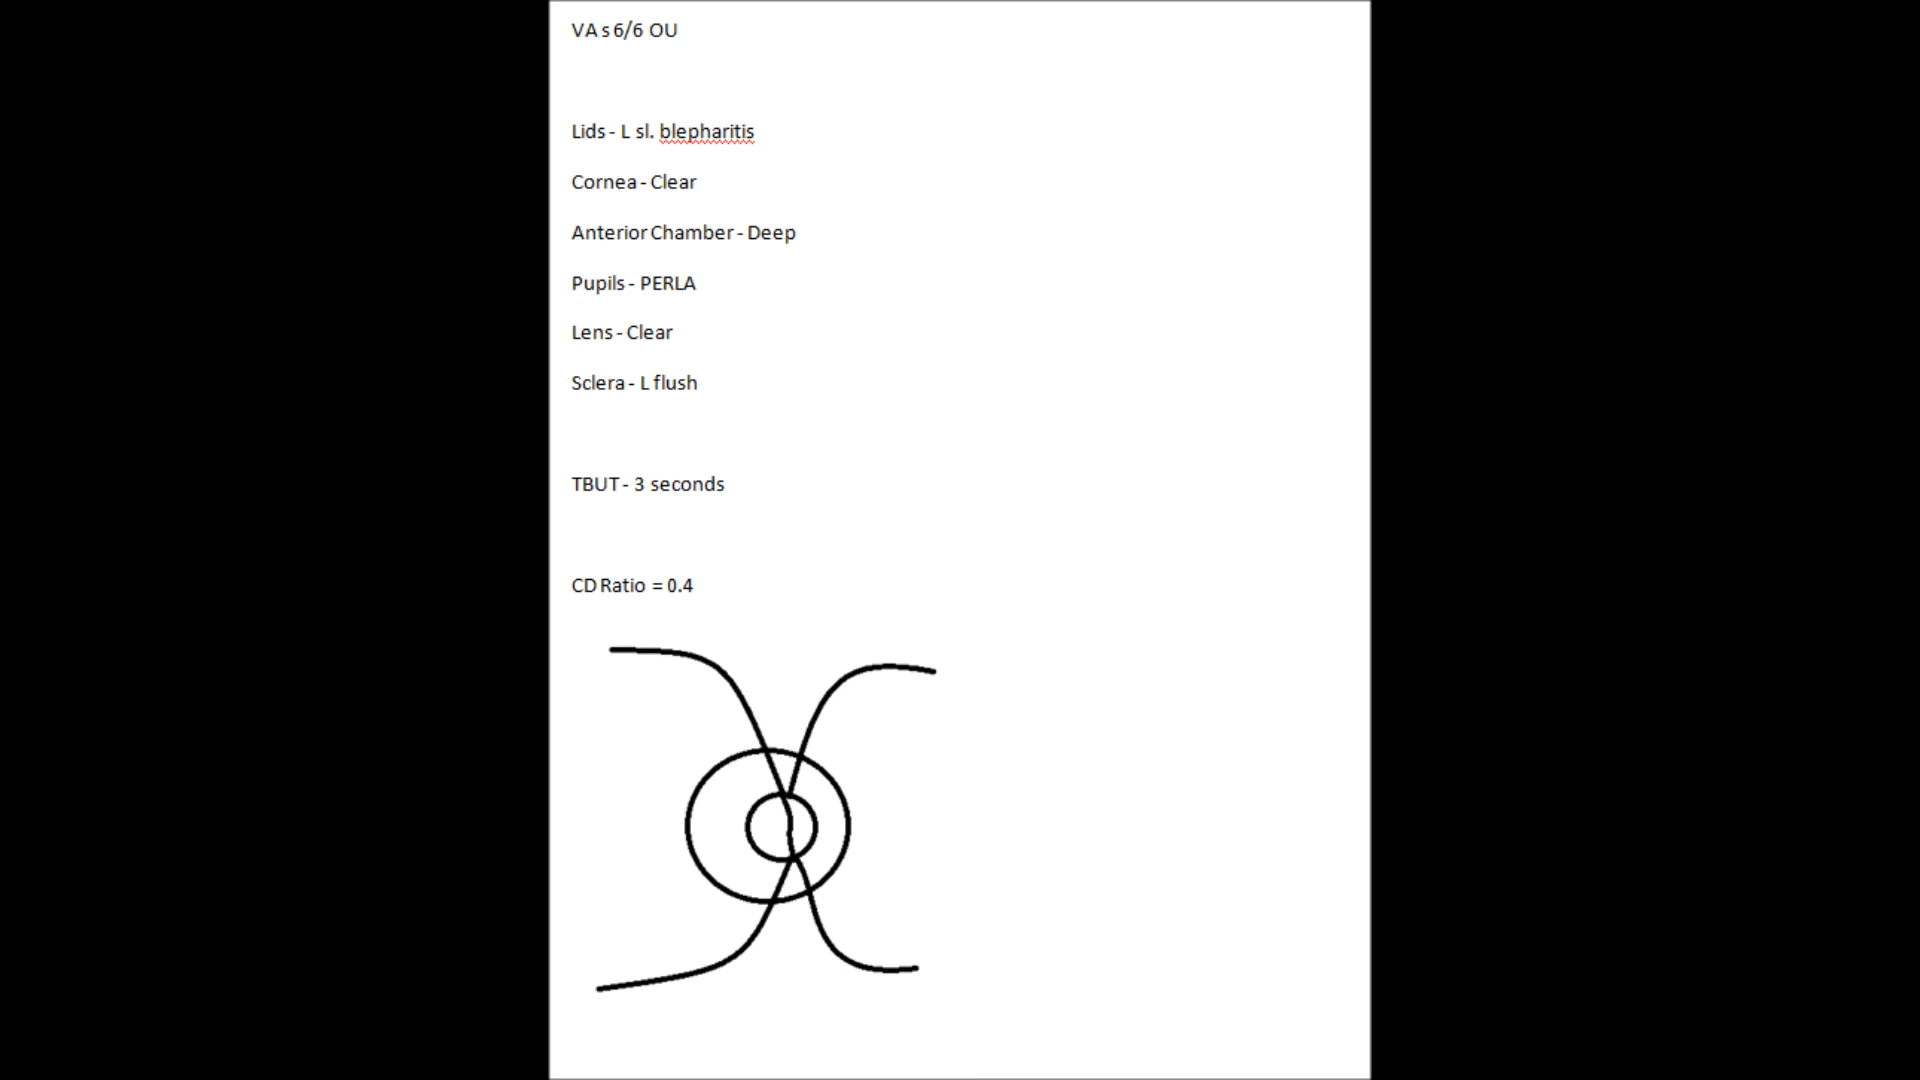 VA s 6/6 OU
Lids - L sl. blepharitis
Cornea - Clear
Anterior Chamber - Deep
Pupils - PERLA
Lens - Clear
Sclera - L flush
TBUT - 3 seconds
CD Ratio = 0.4